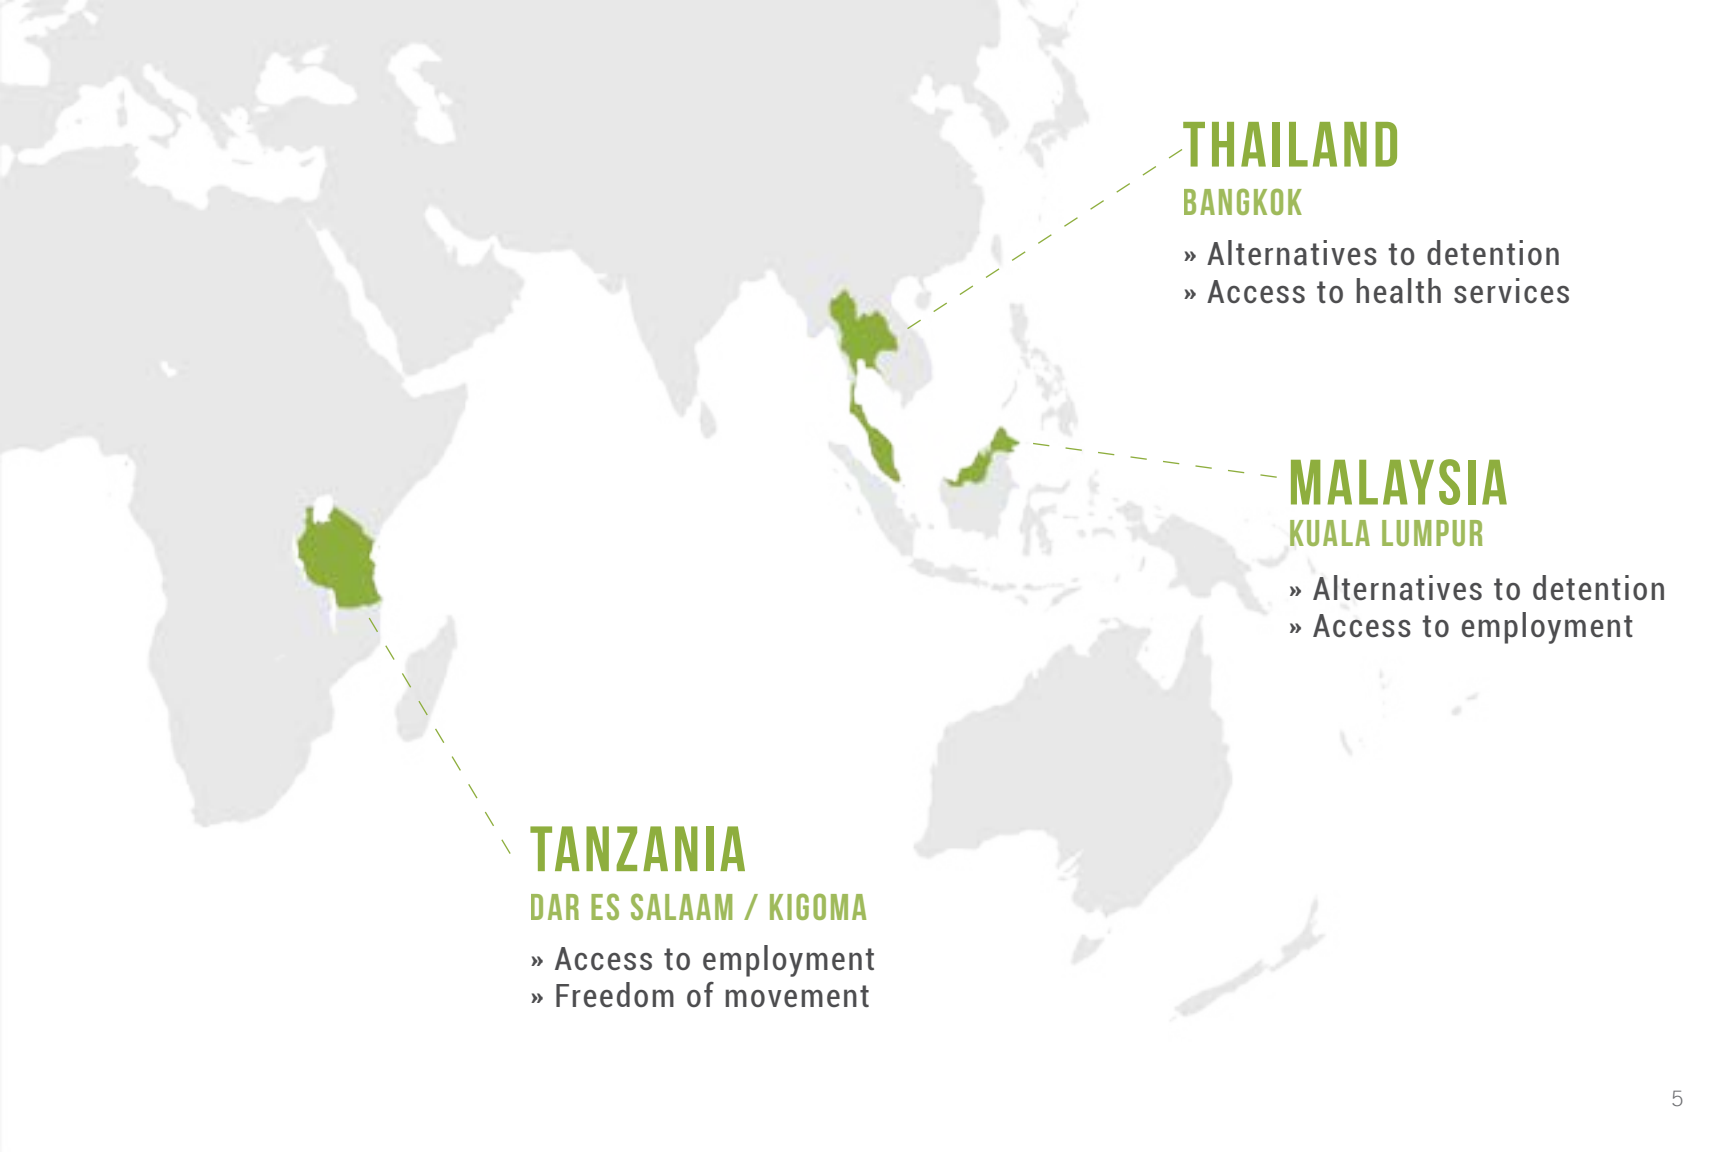 THAILAND
BANGKOK
» Alternatives to detention
» Access to health services
MALAYSIA
KUALA LUMPUR
» Alternatives to detention
» Access to employment
TANZANIA
DAR ES SALAAM / KIGOMA
» Access to employment
» Freedom of movement
5